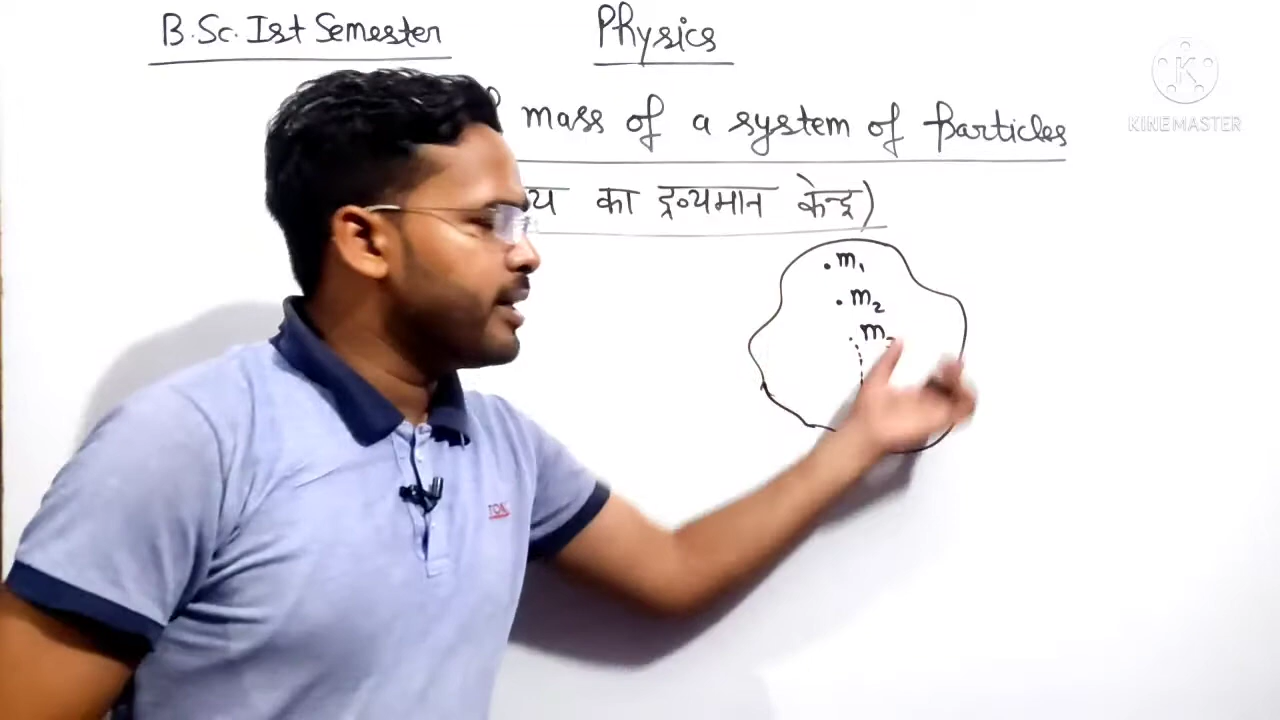 B.Sc. Ist Semester Physics
mass of a system of particles
का द्रव्यमान केन्द्र)
m₁
m₂
m
KINEMASTER